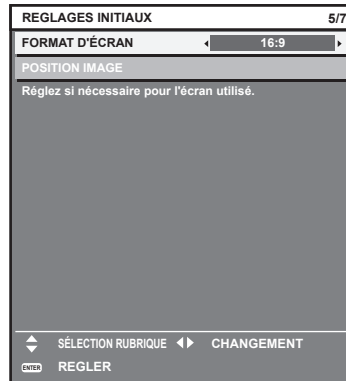 REGLAGES INITIAUX 5/7
FORMAT D'ÉCRAN 16:9
POSITION IMAGE
Réglez si nécessaire pour l'écran utilisé.
SÉLECTION RUBRIQUE CHANGEMENT
ENTER REGLER